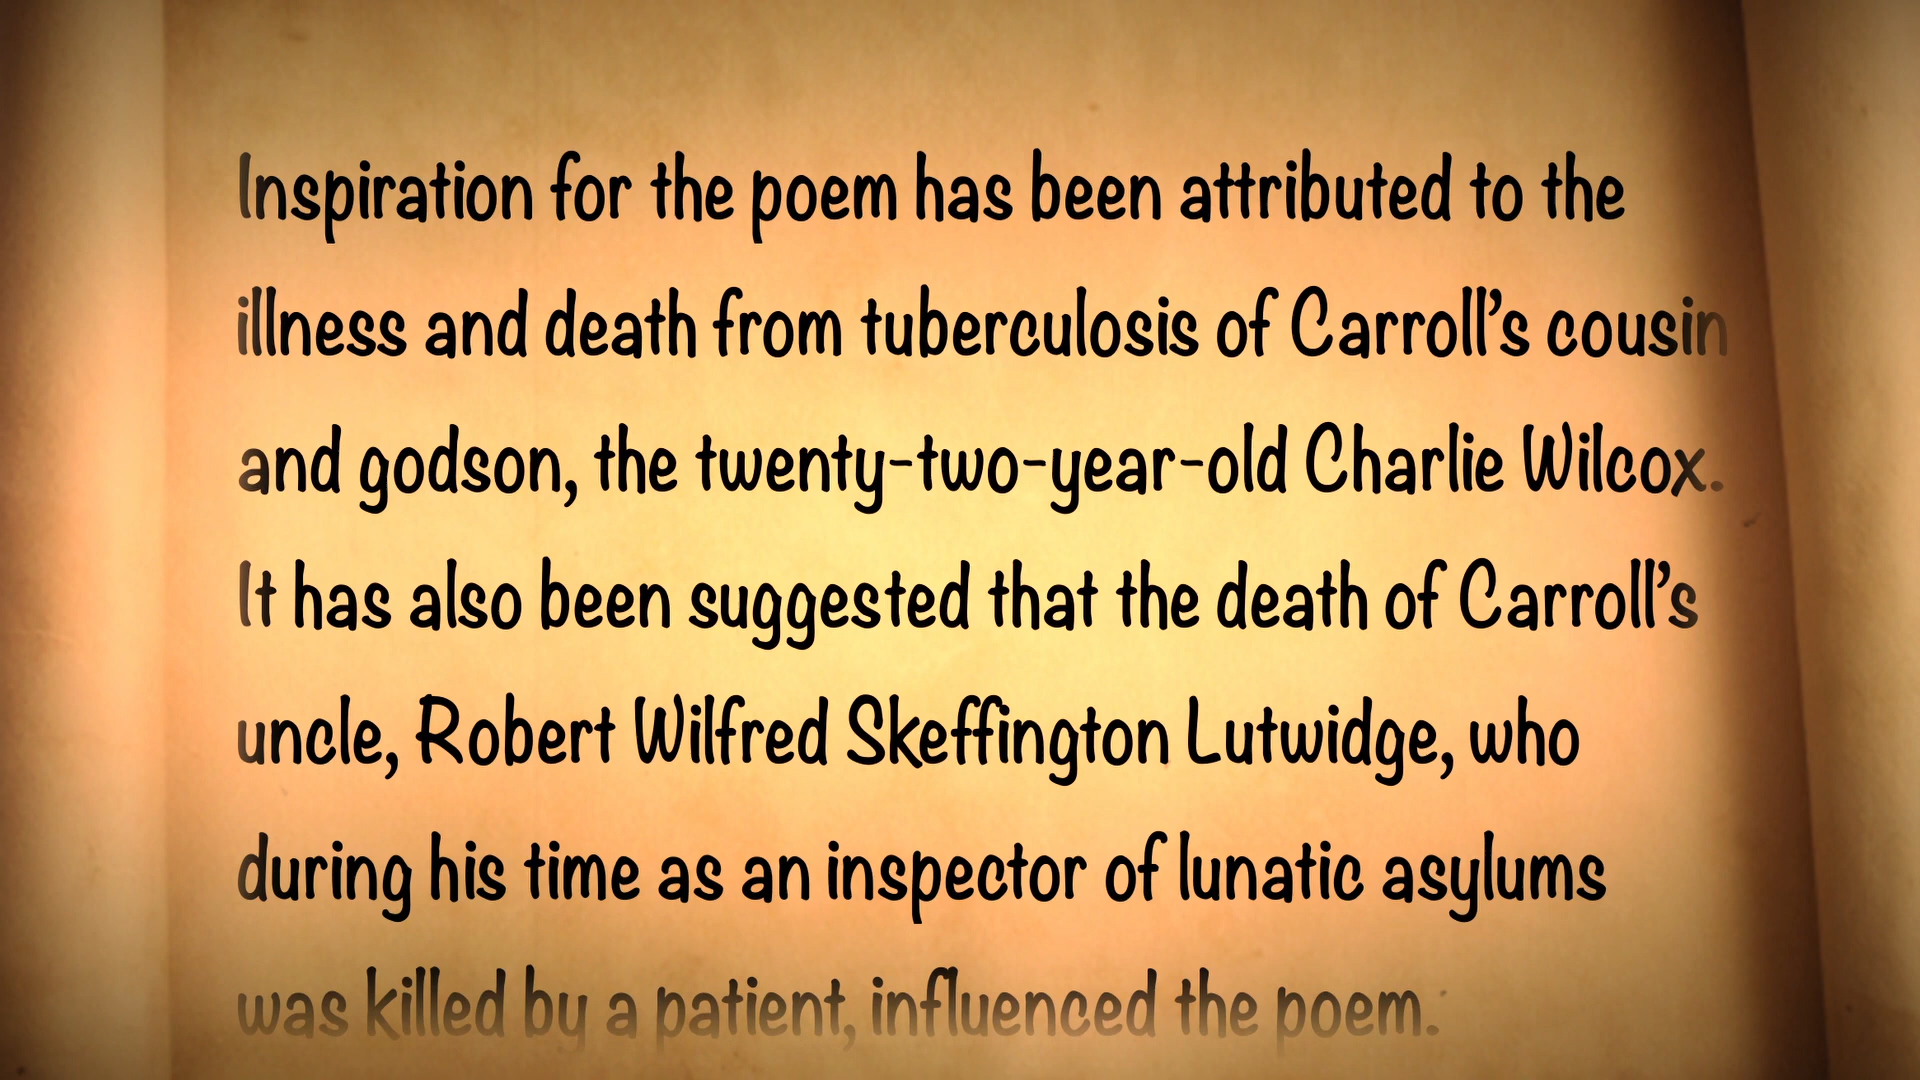 Inspiration for the poem has been attributed to the
illness and death from tuberculosis of Carroll’s cousin
and godson, the twenty-two-year-old Charlie Wilcox.
It has also been suggested that the death of Carroll’s
uncle, Robert Wilfred Skeffington Lutwidge, who
during his time as an inspector of lunatic asylums
was killed by a patient, influenced the poem.